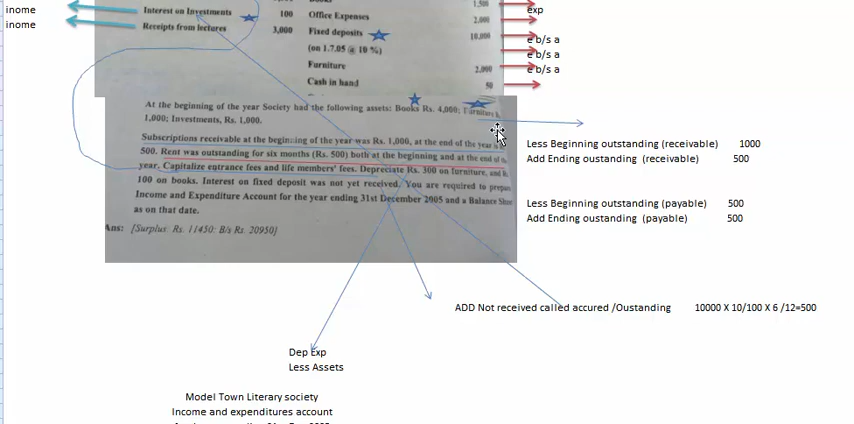 inome
inome
Interest on Investments
Receipts from lectures
100 Office Expenses
3,000 Fixed deposits
(on 1.7.05 @ 10 %)
Furniture
Cash in hand
1,500
2,000
10,000
2,000
50
exp
e b/s a
e b/s a
e b/s a
At the beginning of the year Society had the following assets: Books Rs. 4,000; Furniture
1,000; Investments, Rs. 1,000.
Subscriptions receivable at the beginning of the year was Rs. 1,000, at the end of the year
500. Rent was outstanding for six months (Rs. 500) both at the beginning and at the end of
year. Capitalize entrance fees and life members' fees. Depreciate Rs. 300 on furniture, and
100 on books. Interest on fixed deposit was not yet received. You are required to prepare
Income and Expenditure Account for the year ending 31st December 2005 and a Balance
as on that date.
Ans: [Surplus: Rs. 11450: B/s Rs. 20950]
Less Beginning outstanding (receivable) 1000
Add Ending oustanding (receivable) 500
Less Beginning outstanding (payable) 500
Add Ending oustanding (payable) 500
ADD Not received called accured /Oustanding 10000 X 10/100 X 6 /12=500
Dep Exp
Less Assets
Model Town Literary society
Income and expenditures account